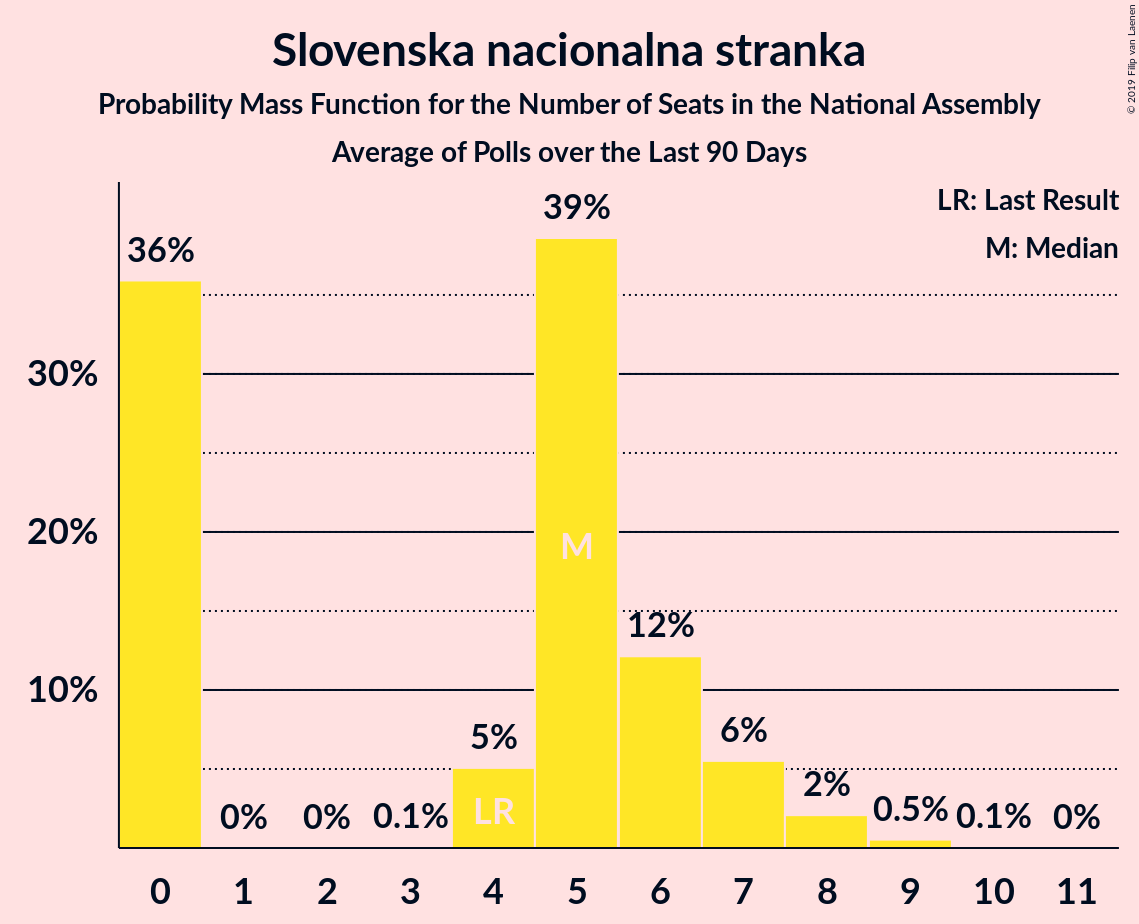 Slovenska nacionalna stranka
Probability Mass Function for the Number of Seats in the National Assembly
Average of Polls over the Last 90 Days
© 2019 Filip van Laenen
LR: Last Result
M: Median
36% 0% 0% 0.1% 5% 39% 12% 6% 2% 0.5% 0.1% 0%
30%
20%
10%
M
LR
0 1 2 3 4 5 6 7 8 9 10 11